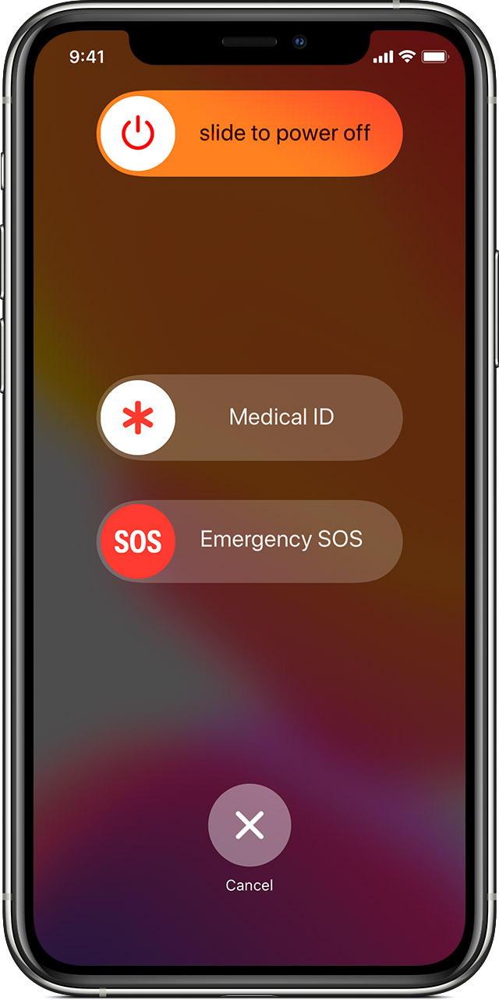 9:41
slide to power off
Medical ID
SOS
Emergency SOS
Cancel